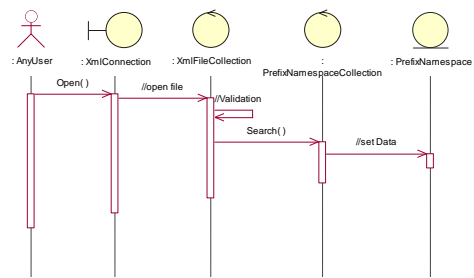 : AnyUser
: XmlConnection
: XmlFileCollection
:
PrefixNamespaceCollection
: PrefixNamespace
Open( )
//open file
//Validation
Search( )
//set Data